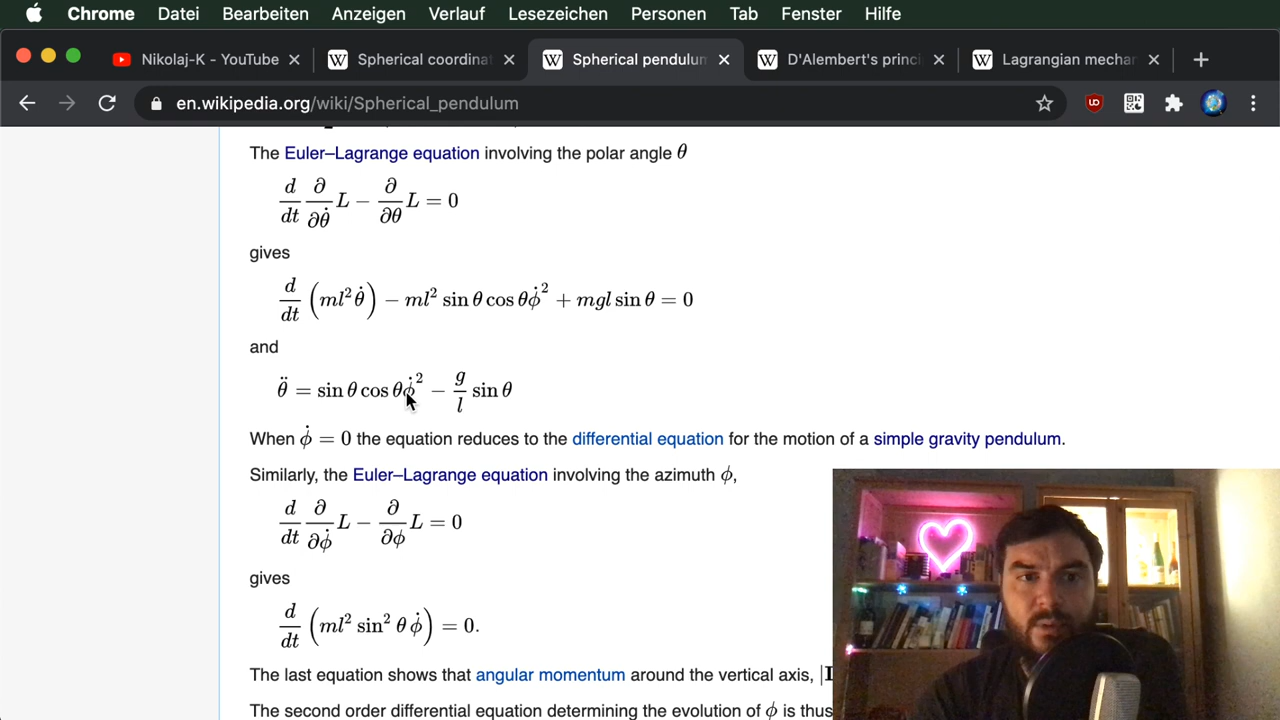 Chrome Datei Bearbeiten Anzeigen Verlauf Lesezeichen Personen Tab Fenster Hilfe
Nikolaj-K - YouTube Spherical coordinat Spherical pendulum D'Alembert's princi Lagrangian mechar
en.wikipedia.org/wiki/Spherical_pendulum
The Euler–Lagrange equation involving the polar angle θ
d/dt ∂/∂θ̇ L − ∂/∂θ L = 0
gives
d/dt (ml²θ̇) − ml² sin θ cos θφ̇² + mgl sin θ = 0
and
θ̈ = sin θ cos θφ̇² − g/l sin θ
When φ̇ = 0 the equation reduces to the differential equation for the motion of a simple gravity pendulum.
Similarly, the Euler–Lagrange equation involving the azimuth φ,
d/dt ∂/∂φ̇ L − ∂/∂φ L = 0
gives
d/dt (ml² sin² θ φ̇) = 0.
The last equation shows that angular momentum around the vertical axis, |
The second order differential equation determining the evolution of φ is thus